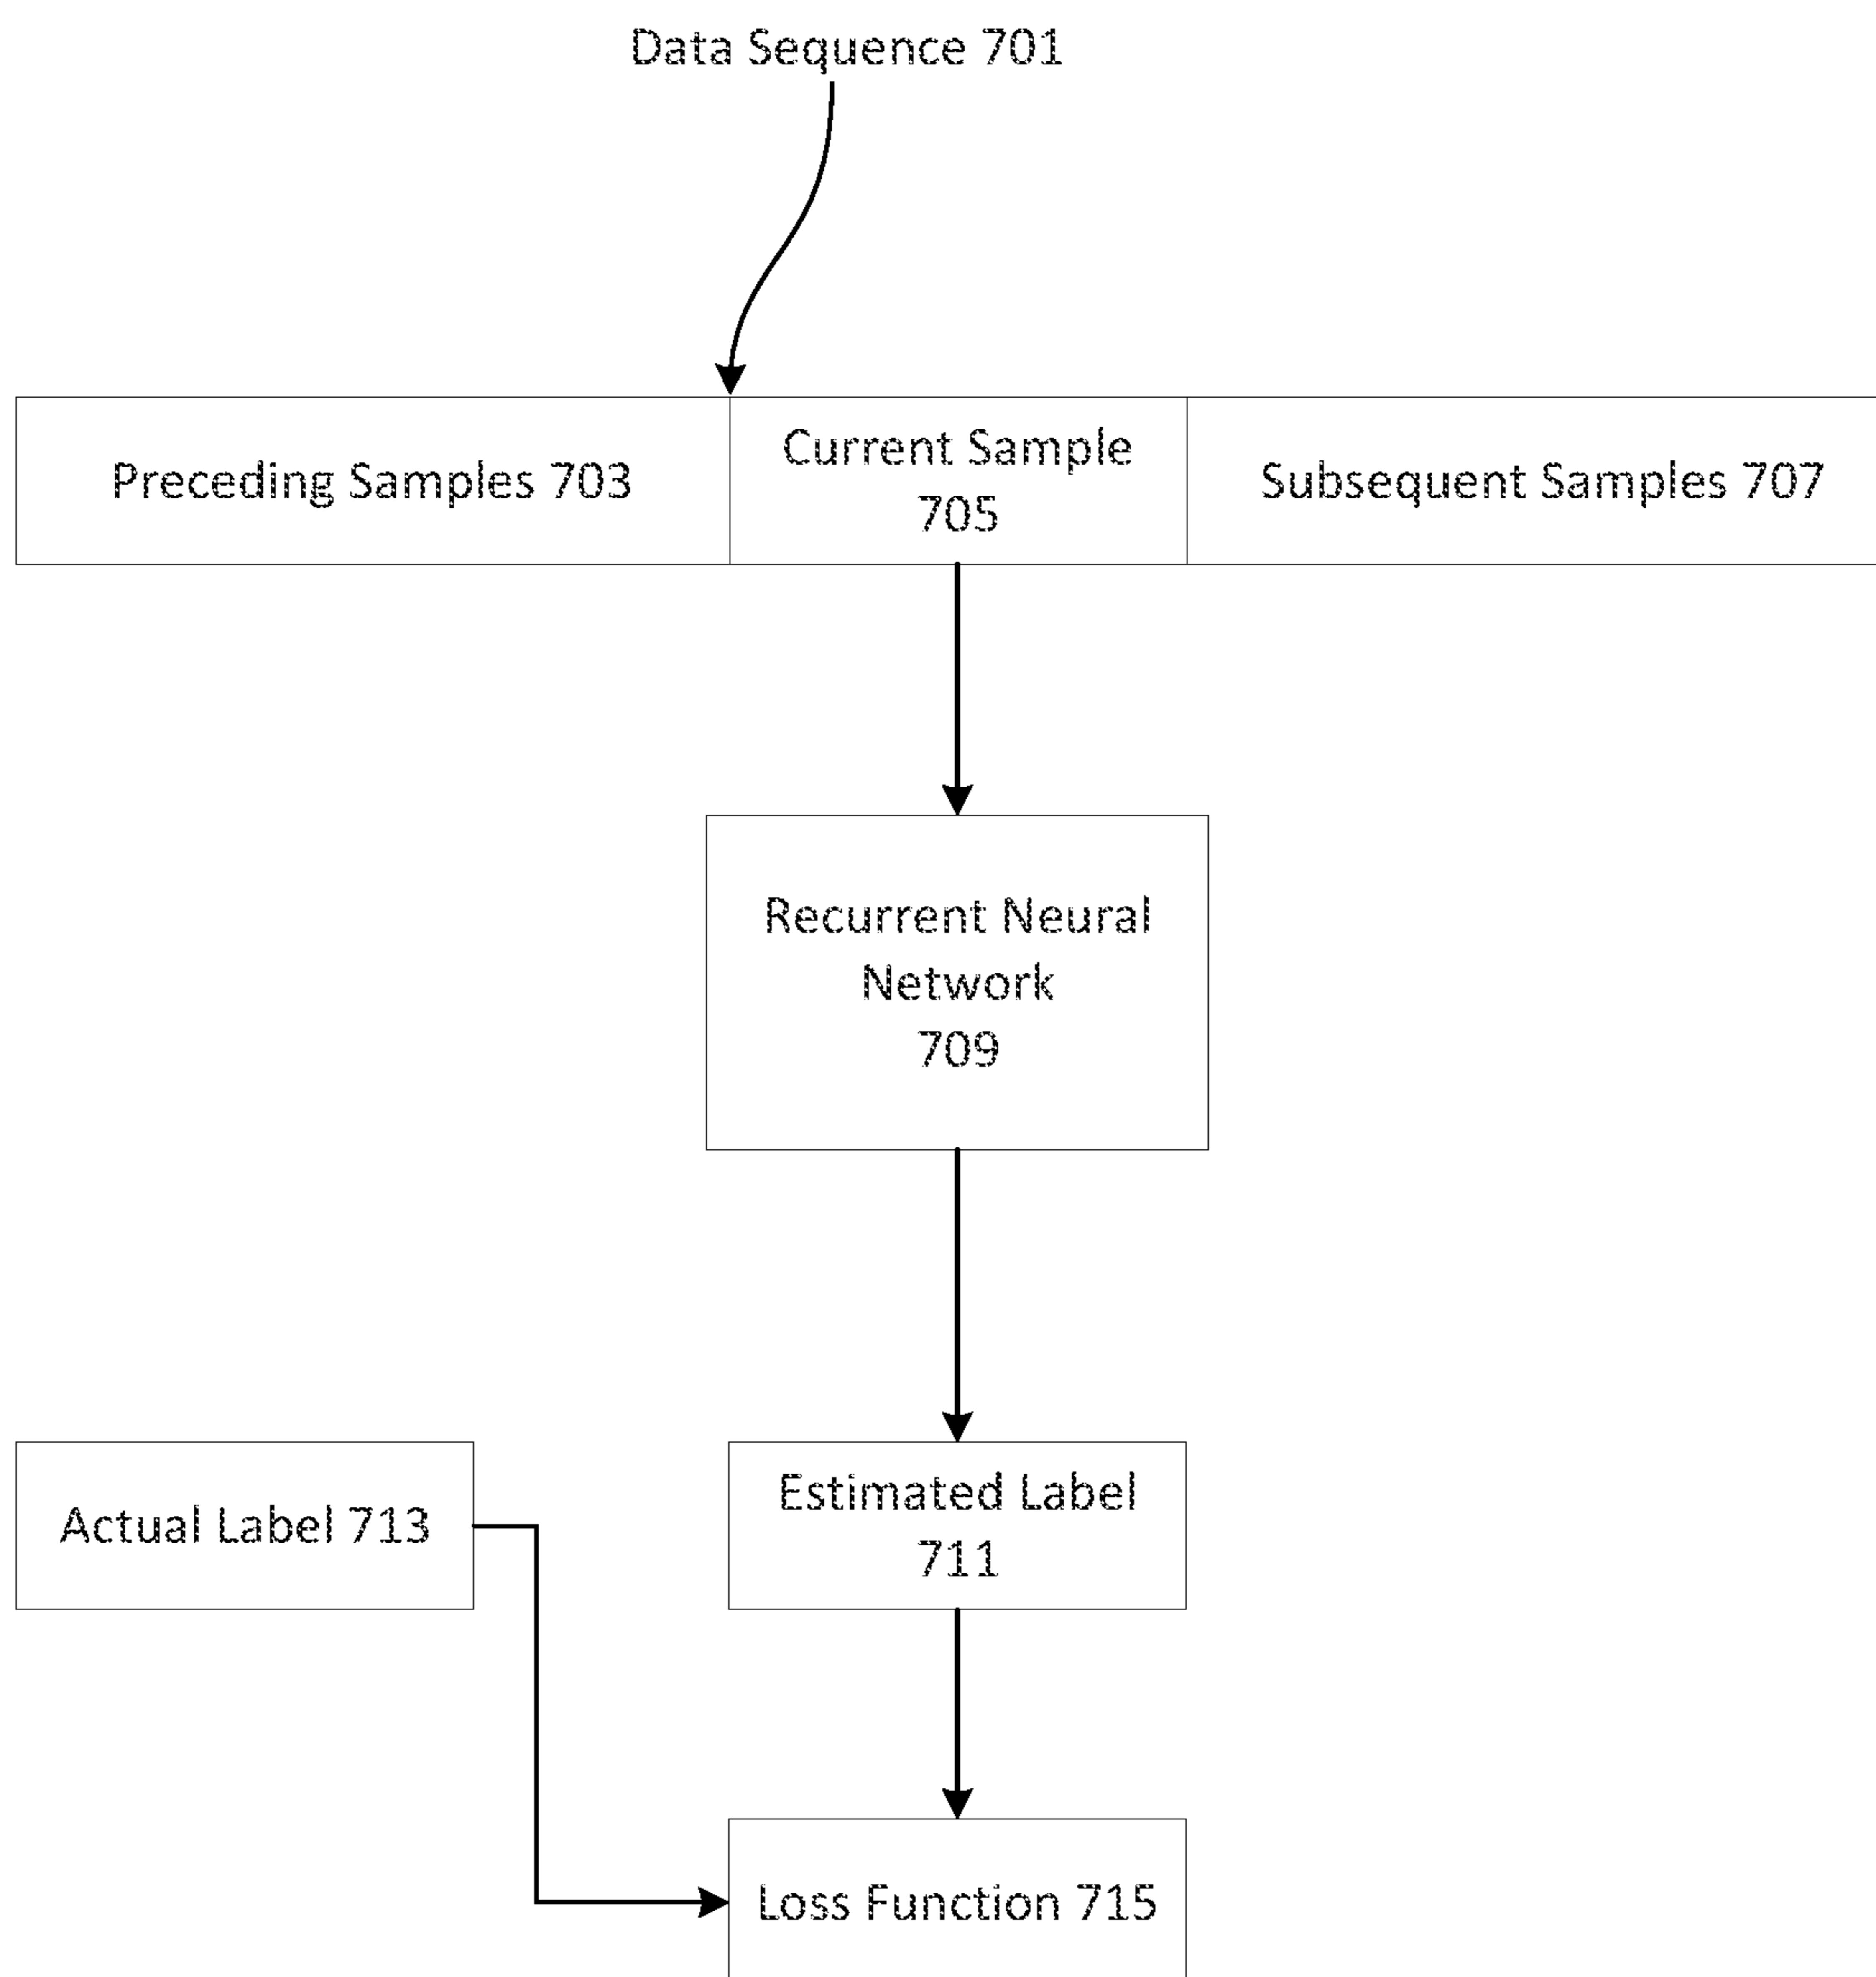 Data Sequence 701
Preceding Samples 703
Current Sample
705
Subsequent Samples 707
Recurrent Neural
Network
709
Actual Label 713
Estimated Label
711
Loss Function 715